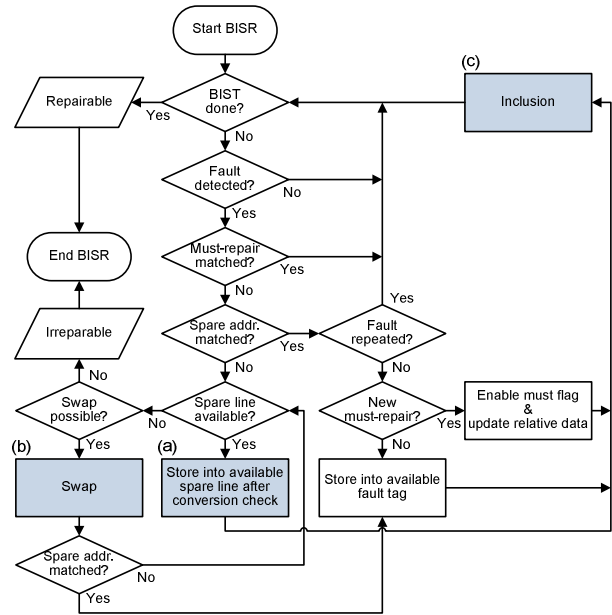 Start BISR
(c)
Repairable
BIST
done?
Inclusion
Yes
No
Fault
detected?
No
Yes
End BISR
Must-repair
matched?
Yes
No
Yes
Irreparable
Spare addr.
matched?
Yes
Fault
repeated?
No
No
No
Swap
possible?
No
Spare line
available?
New
must-repair?
Yes
Enable must flag
&
update relative data
(b)
Yes
(a)
Yes
No
Swap
Store into available
spare line after
conversion check
Store into available
fault tag
Spare addr.
matched?
No
Yes